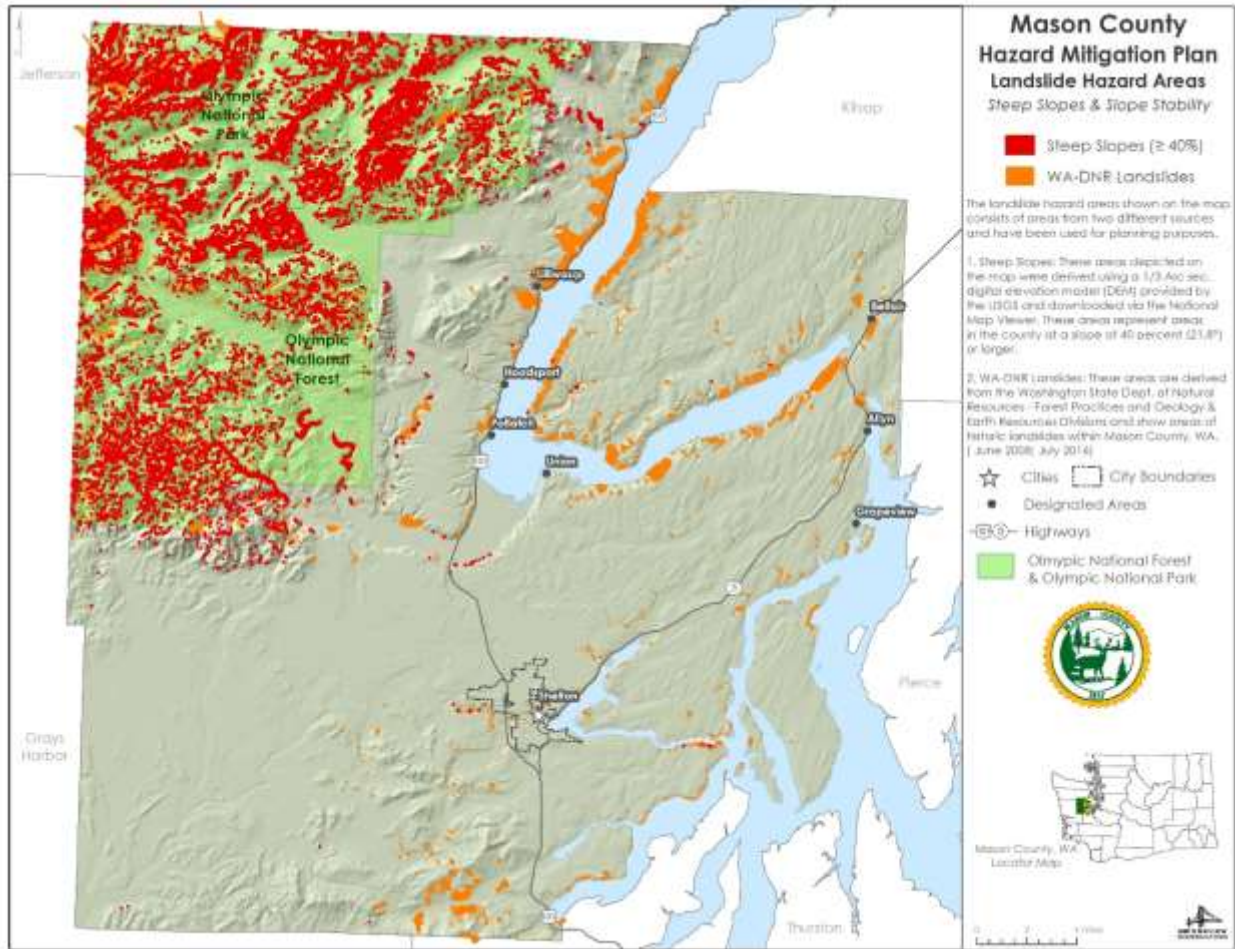 Mason County
Hazard Mitigation Plan
Landslide Hazard Areas
Steep Slopes & Slope Stability
Steep Slopes (≥ 40%)
WA-DNR Landslides
The landslide hazard areas shown on the map
consists of areas from two different sources
and have been used for planning purposes.
1. Steep Slopes: These areas depicted on
the map were derived using a 1/3 Arc sec.
digital elevation model (DEM) provided by
the USGS and downloaded via the National
Map Viewer. These areas represent areas
in the county at a slope of 40 percent (21.8°)
or larger.
2. WA-DNR Landslides: These areas are derived
from the Washington State Dept. of Natural
Resources - Forest Practices and Geology &
Earth Resources Divisions and show areas of
historic landslides within Mason County, WA.
( June 2008; July 2016)
Cities
City Boundaries
Designated Areas
Highways
Olmypic National Forest
& Olympic National Park
MASON COUNTY
Mason County, WA
Locator Map
Jefferson
Kitsap
Olympic
National
Park
Olympic
National
Forest
Lilliwaup
Hoodsport
Potlatch
Union
Belfair
Allyn
Grapeview
Shelton
Grays
Harbor
Pierce
Thurston